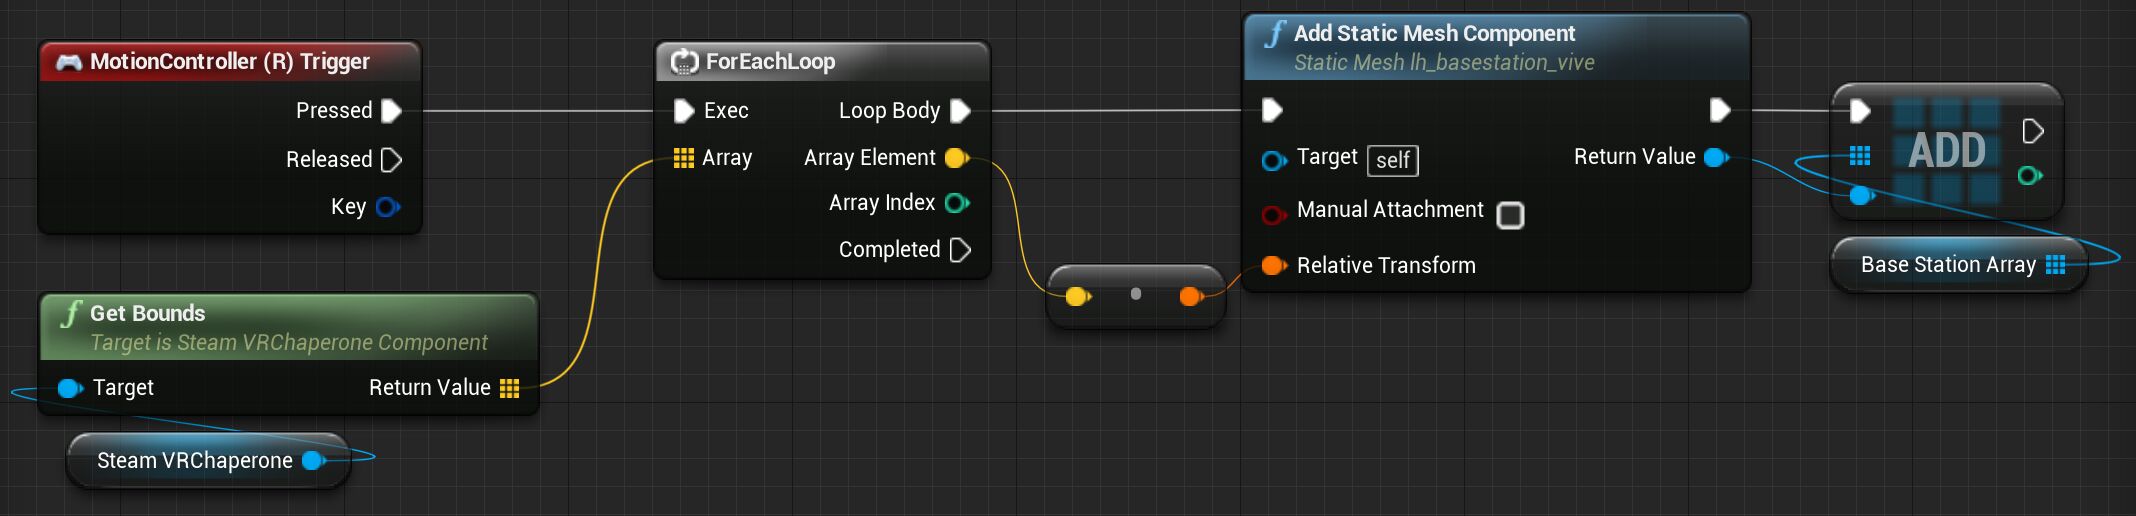 MotionController (R) Trigger
Pressed
Released
Key
Get Bounds
Target is Steam VRChaperone Component
Target
Return Value
Steam VRChaperone
ForEachLoop
Exec
Loop Body
Array
Array Element
Array Index
Completed
Add Static Mesh Component
Static Mesh lh_basestation_vive
Target self
Return Value
Manual Attachment
Relative Transform
ADD
Base Station Array